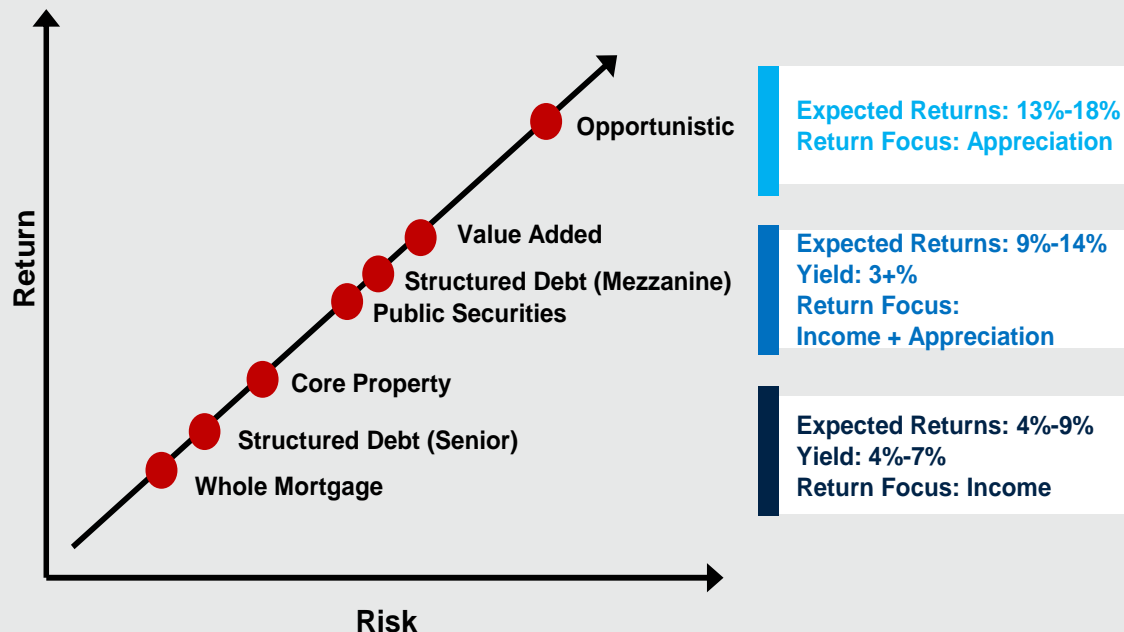 Return
Opportunistic
Value Added
Structured Debt (Mezzanine)
Public Securities
Core Property
Structured Debt (Senior)
Whole Mortgage
Risk
Expected Returns: 13%-18%
Return Focus: Appreciation
Expected Returns: 9%-14%
Yield: 3+%
Return Focus:
Income + Appreciation
Expected Returns: 4%-9%
Yield: 4%-7%
Return Focus: Income